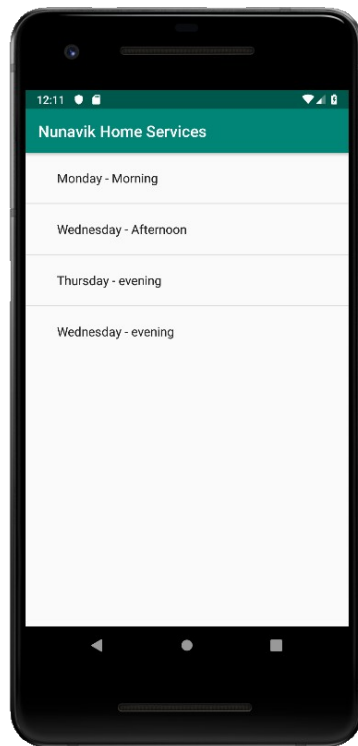 12:11
Nunavik Home Services
Monday - Morning
Wednesday - Afternoon
Thursday - evening
Wednesday - evening